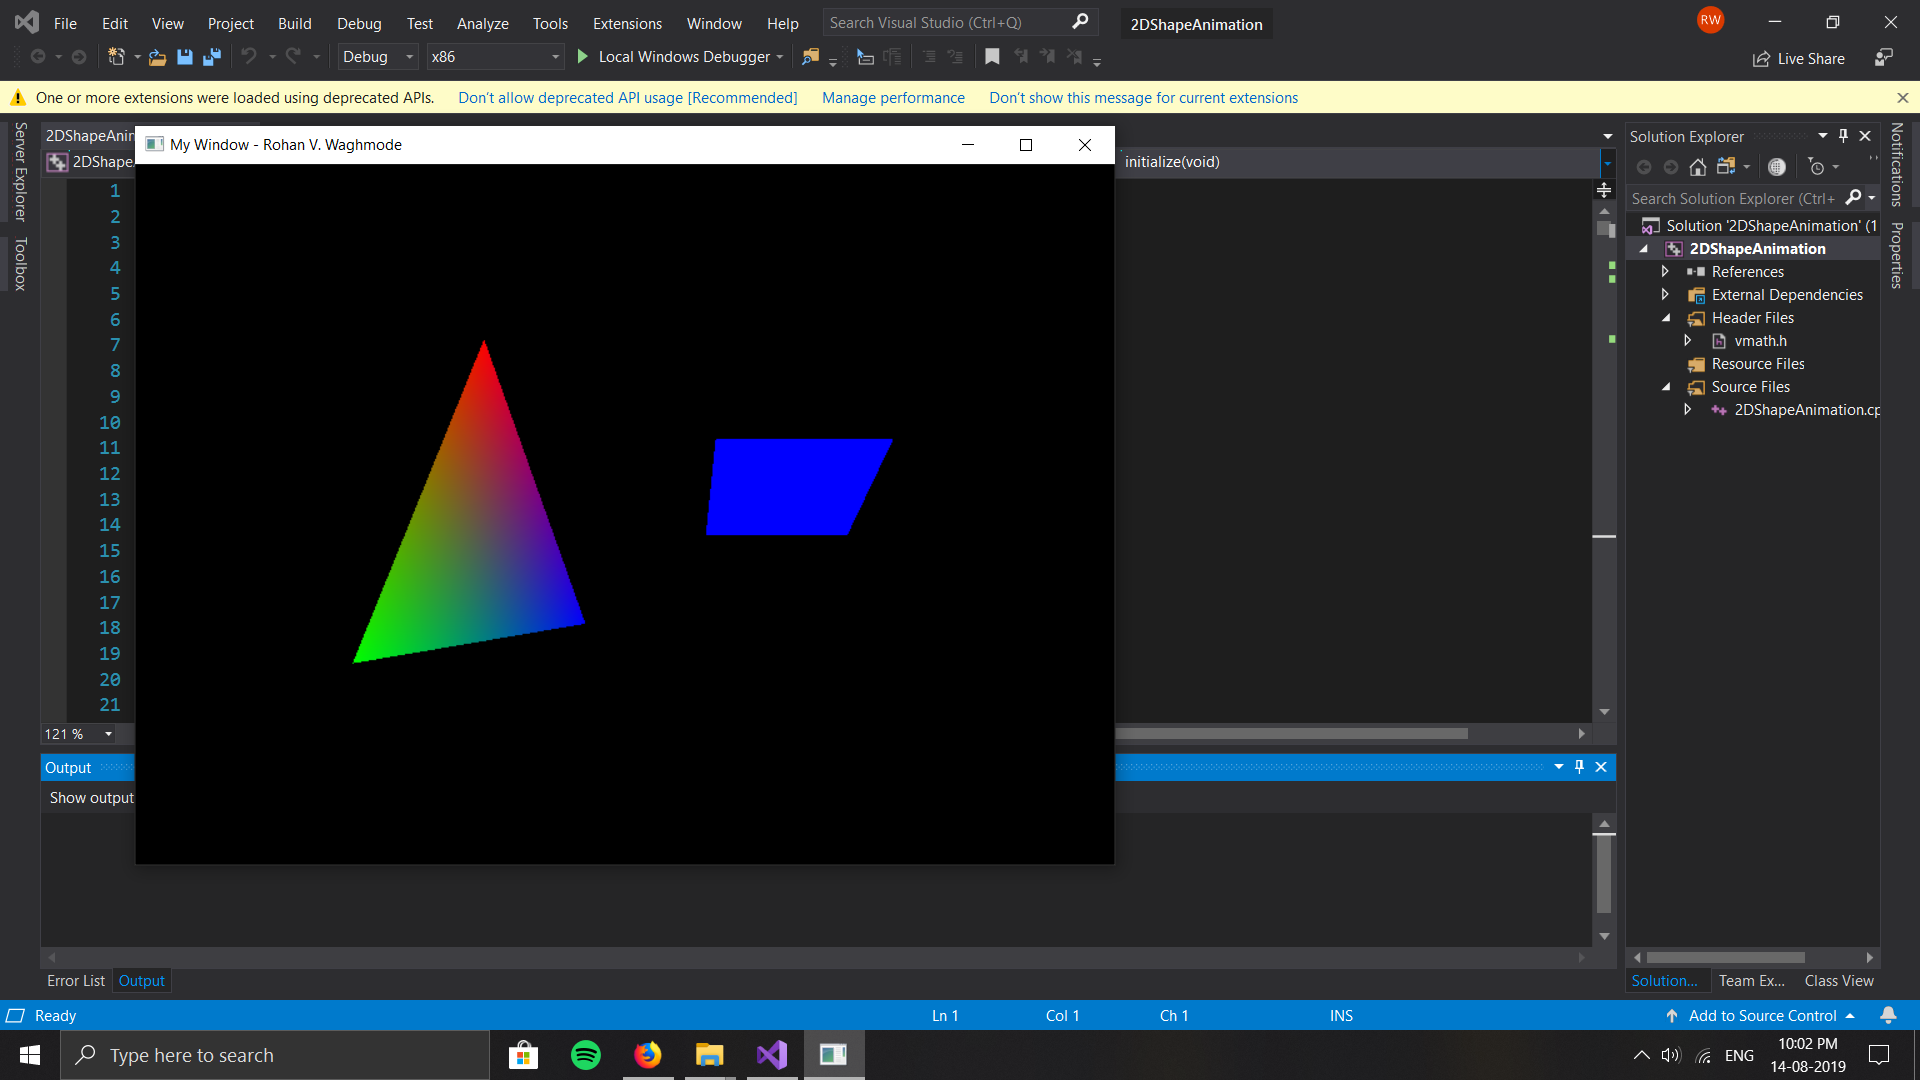 File Edit View Project Build Debug Test Analyze Tools Extensions Window Help Search Visual Studio (Ctrl+Q) 2DShapeAnimation RW
Debug x86 Local Windows Debugger Live Share
One or more extensions were loaded using deprecated APIs. Don't allow deprecated API usage [Recommended] Manage performance Don't show this message for current extensions
Server Explorer
Toolbox
2DShapeAnin
2DShape
My Window - Rohan V. Waghmode
initialize(void)
1
2
3
4
5
6
7
8
9
10
11
12
13
14
15
16
17
18
19
20
21
121 %
Output
Show output
Error List Output
Solution Explorer
Search Solution Explorer (Ctrl+
Solution '2DShapeAnimation' (1
2DShapeAnimation
References
External Dependencies
Header Files
vmath.h
Resource Files
Source Files
2DShapeAnimation.cp
Solution... Team Ex... Class View
Notifications
Properties
Ready Ln 1 Col 1 Ch 1 INS Add to Source Control
Type here to search
ENG
10:02 PM
14-08-2019